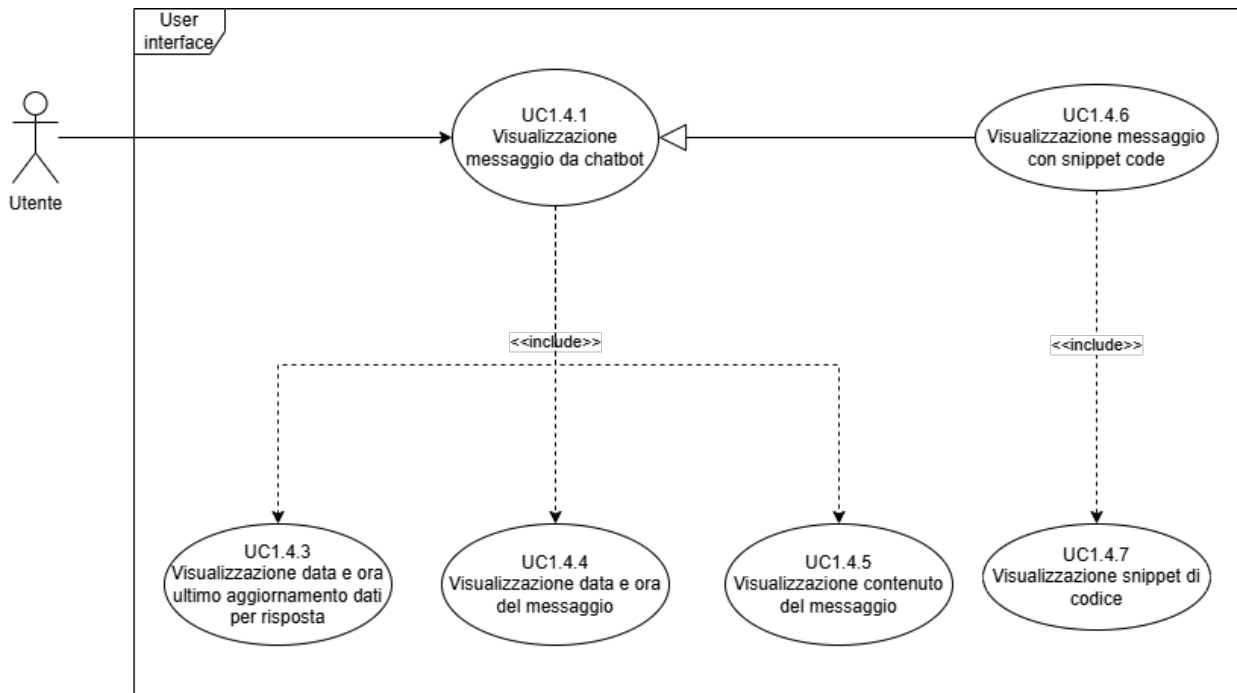 User
interface
UC1.4.1
Visualizzazione
messaggio da chatbot
UC1.4.6
Visualizzazione messaggio
con snippet code
Utente
<<include>>
<<include>>
UC1.4.3
Visualizzazione data e ora
ultimo aggiornamento dati
per risposta
UC1.4.4
Visualizzazione data e ora
del messaggio
UC1.4.5
Visualizzazione contenuto
del messaggio
UC1.4.7
Visualizzazione snippet di
codice